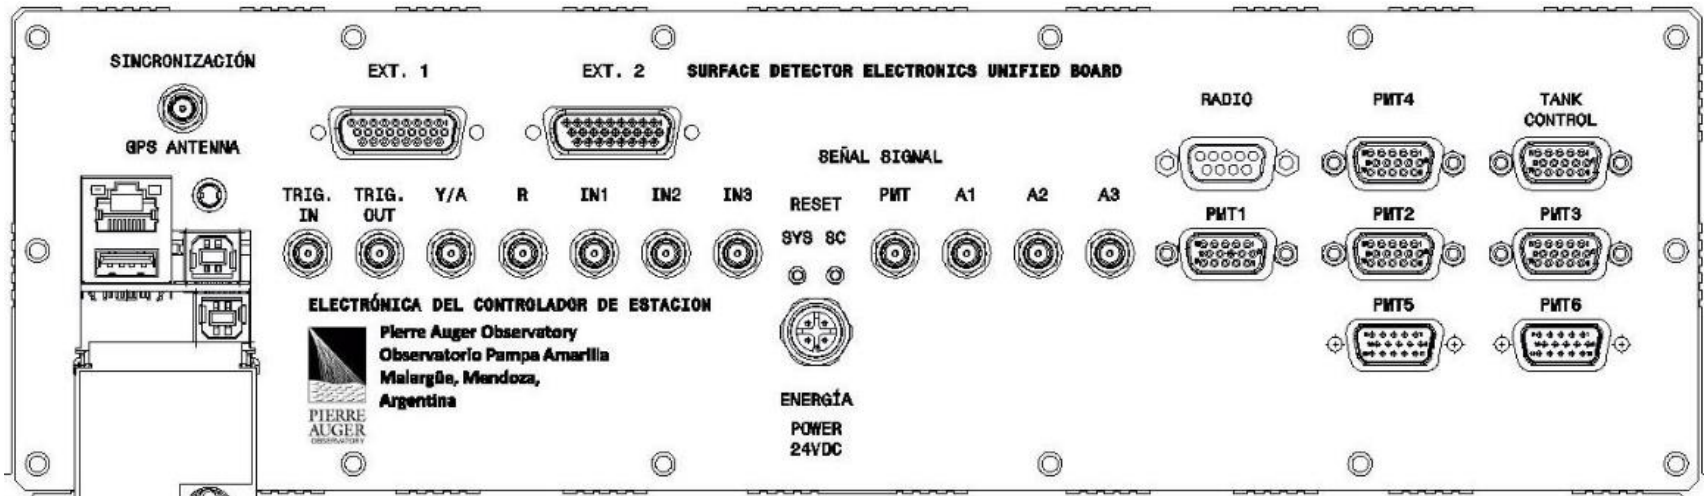 SINCRONIZACIÓN
GPS ANTENNA
EXT. 1
EXT. 2
SURFACE DETECTOR ELECTRONICS UNIFIED BOARD
TRIG. IN
TRIG. OUT
Y/A
R
IN1
IN2
IN3
SEÑAL SIGNAL
RESET
SYS SC
PMT
A1
A2
A3
RADIO
PMT4
TANK
CONTROL
PMT1
PMT2
PMT3
PMT5
PMT6
ELECTRÓNICA DEL CONTROLADOR DE ESTACION
Pierre Auger Observatory
Observatorio Pampa Amarilla
Malargüe, Mendoza,
Argentina
PIERRE
AUGER
OBSERVATORY
ENERGÍA
POWER
24VDC